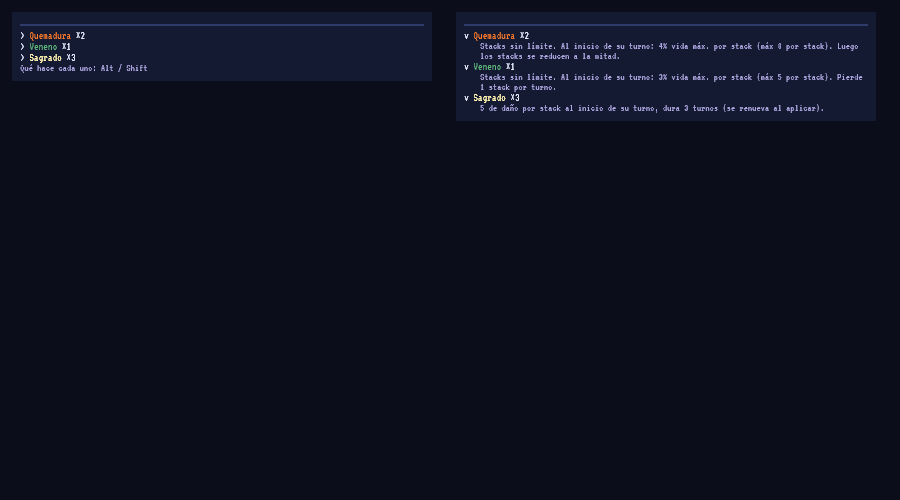 > Quemadura x2
> Veneno x1
> Sagrado x3
Qué hace cada uno: Alt / Shift
v Quemadura x2
Stacks sin límite. Al inicio de su turno: 4% vida máx. por stack (máx 8 por stack). Luego
los stacks se reducen a la mitad.
v Veneno x1
Stacks sin límite. Al inicio de su turno: 3% vida máx. por stack (máx 5 por stack). Pierde
1 stack por turno.
v Sagrado x3
5 de daño por stack al inicio de su turno, dura 3 turnos (se renueva al aplicar).